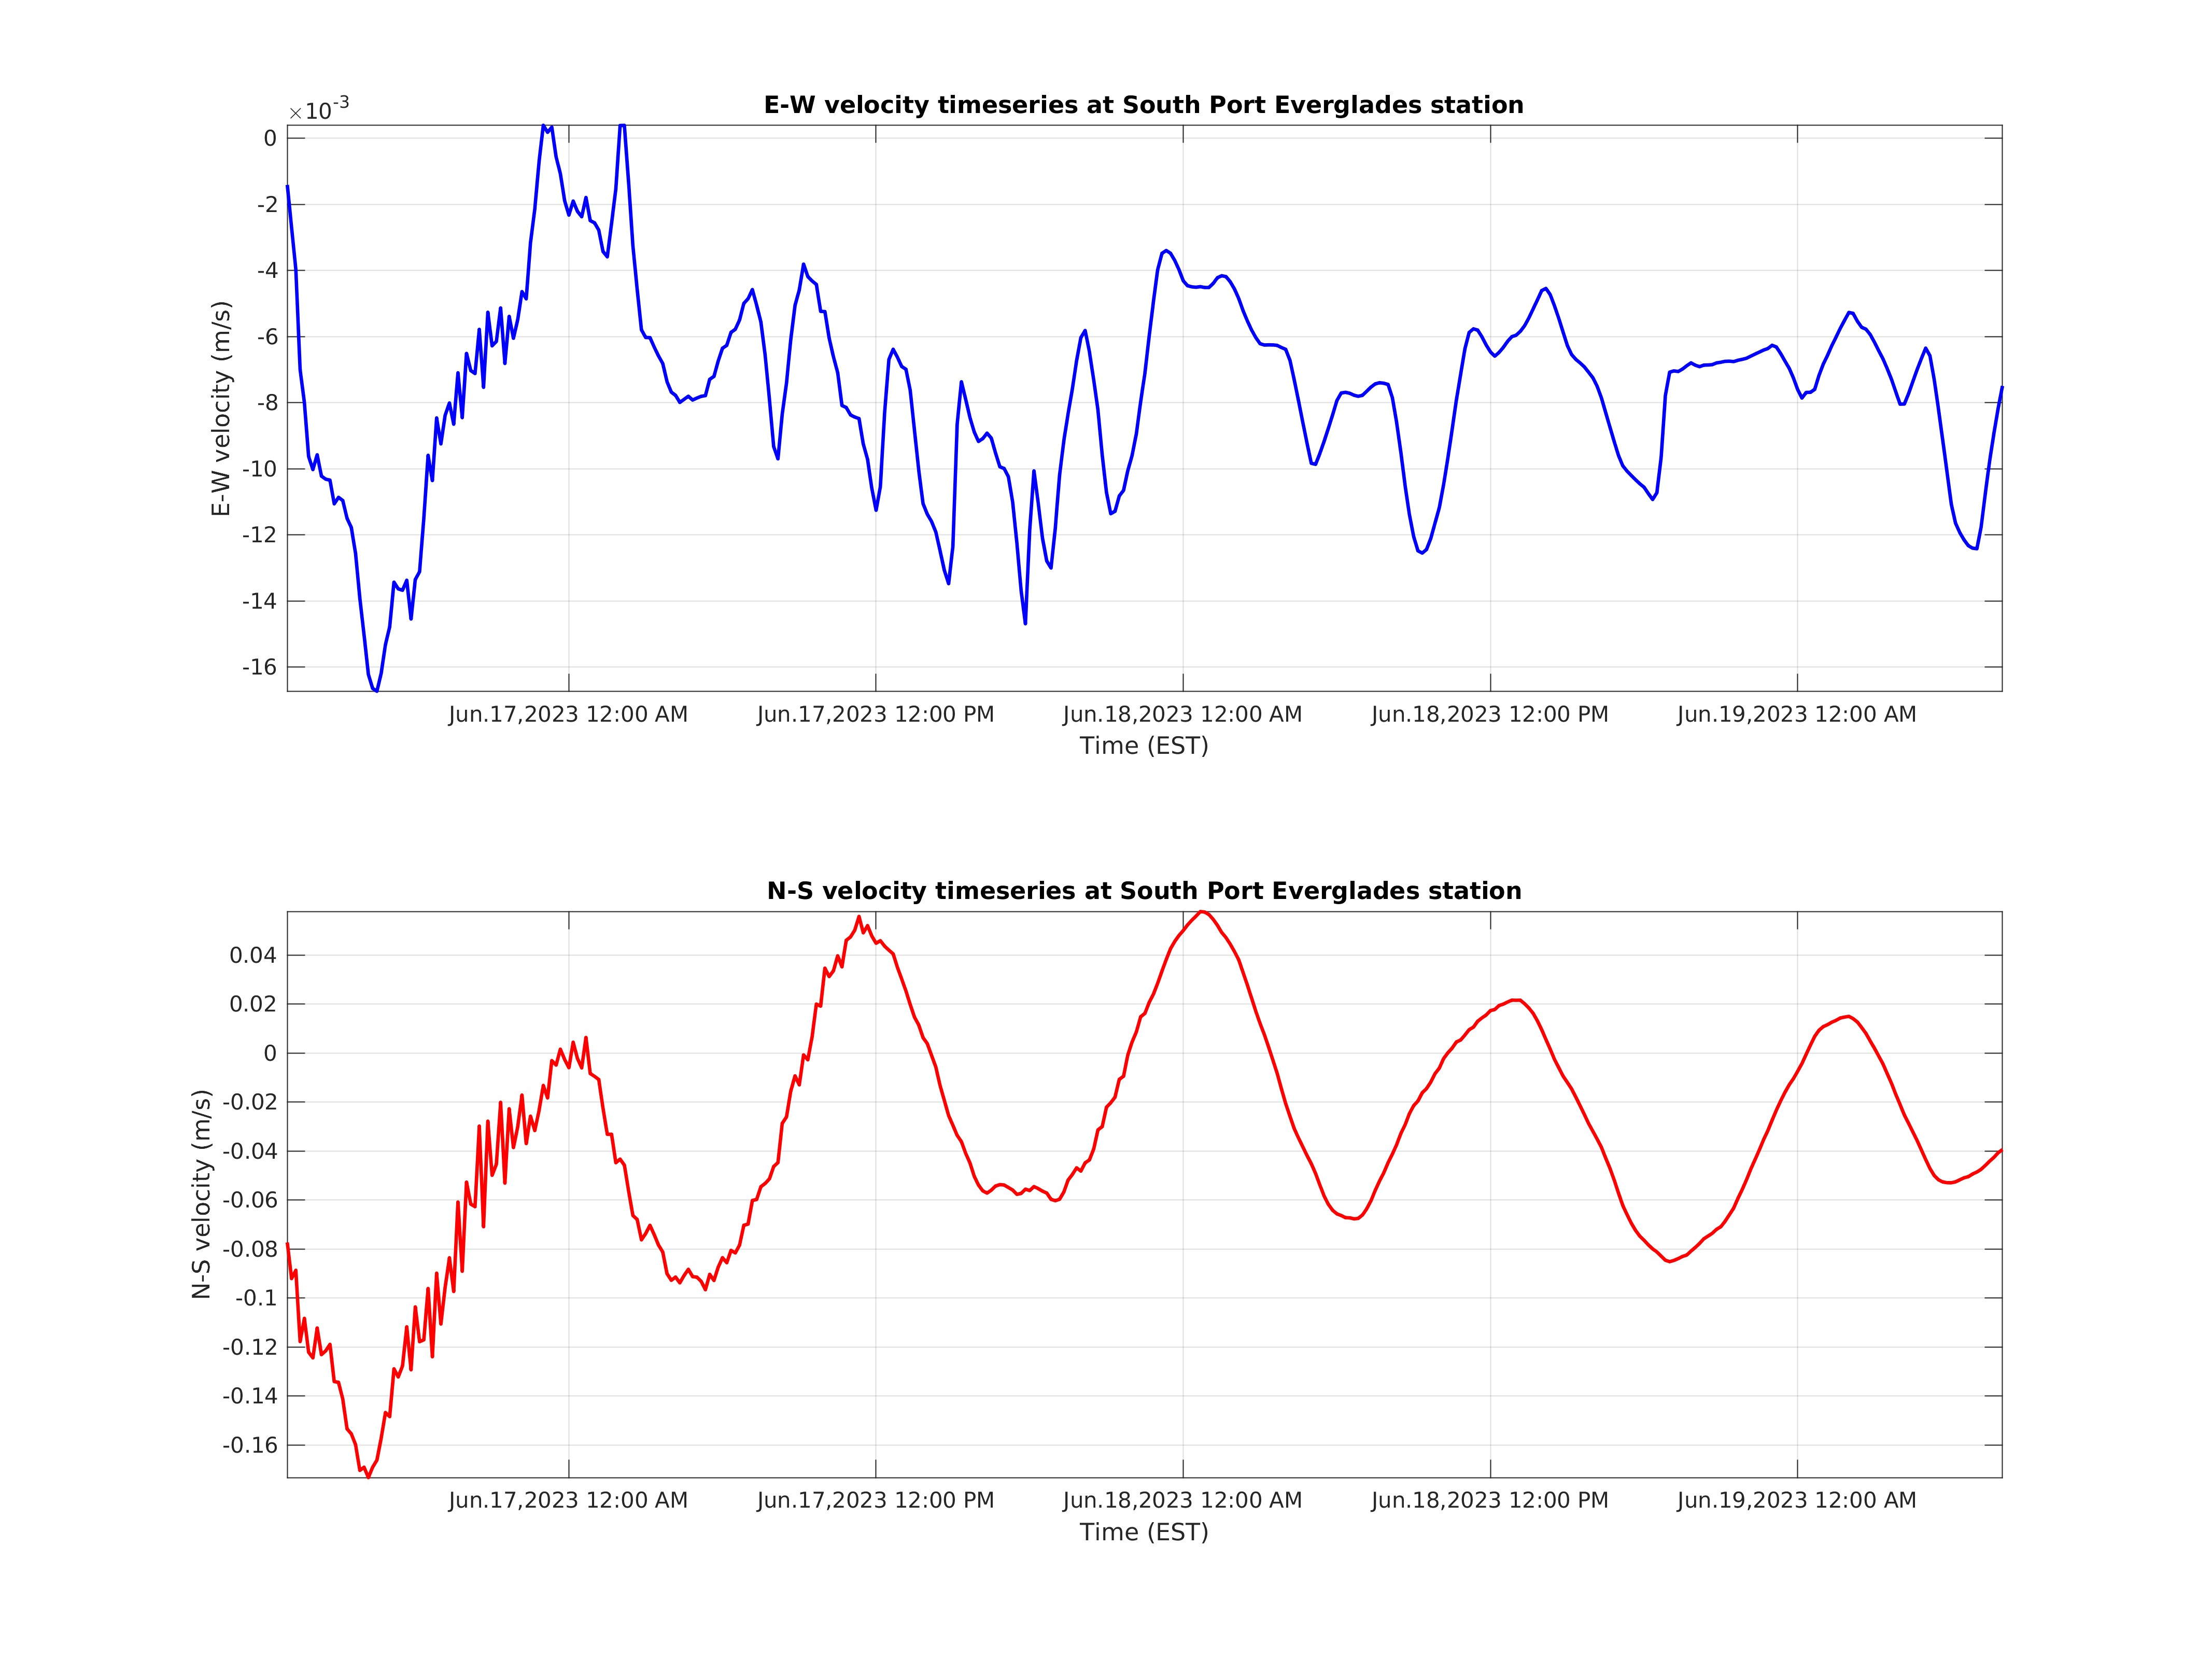 E-W velocity timeseries at South Port Everglades station
×10-3
0
-2
-4
-6
-8
-10
-12
-14
-16
E-W velocity (m/s)
Jun.17,2023 12:00 AM Jun.17,2023 12:00 PM Jun.18,2023 12:00 AM Jun.18,2023 12:00 PM Jun.19,2023 12:00 AM
Time (EST)
N-S velocity timeseries at South Port Everglades station
0.04
0.02
0
-0.02
-0.04
-0.06
-0.08
-0.1
-0.12
-0.14
-0.16
N-S velocity (m/s)
Jun.17,2023 12:00 AM Jun.17,2023 12:00 PM Jun.18,2023 12:00 AM Jun.18,2023 12:00 PM Jun.19,2023 12:00 AM
Time (EST)